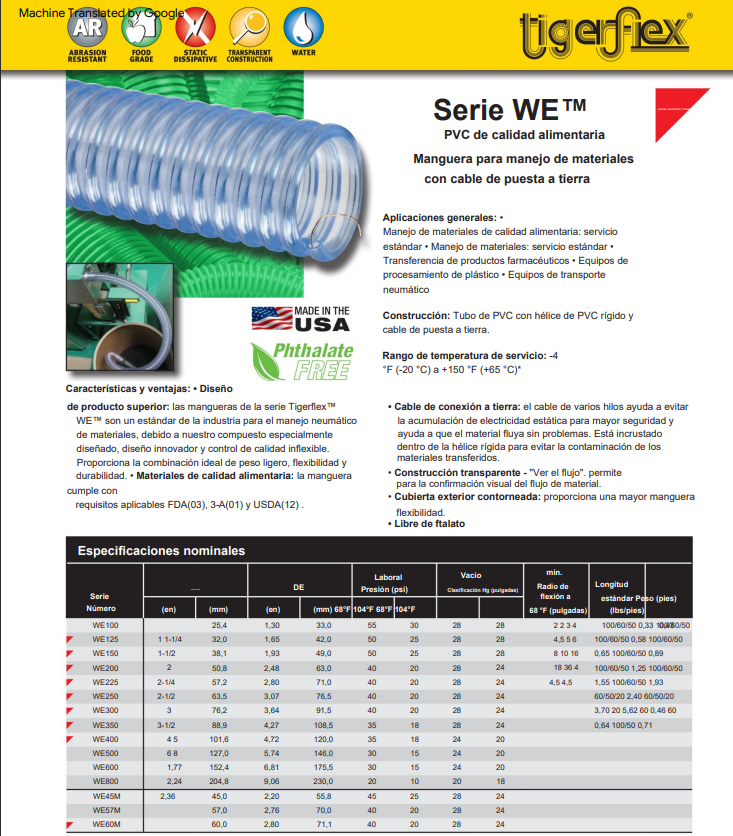 Machine Translated by Google
AR
ABRASION RESISTANT
FOOD GRADE
STATIC DISSIPATIVE
TRANSPARENT CONSTRUCTION
WATER
tigerflex®
Serie WE™
PVC de calidad alimentaria
Manguera para manejo de materiales
con cable de puesta a tierra
Aplicaciones generales: •
Manejo de materiales de calidad alimentaria: servicio
estándar • Manejo de materiales: servicio estándar •
Transferencia de productos farmacéuticos • Equipos de
procesamiento de plástico • Equipos de transporte
neumático
MADE IN THE
USA
Phthalate
FREE
Construcción: Tubo de PVC con hélice de PVC rígido y
cable de puesta a tierra.
Rango de temperatura de servicio: -4
°F (-20 °C) a +150 °F (+65 °C)*
Características y ventajas: • Diseño
de producto superior: las mangueras de la serie Tigerflex™
WE™ son un estándar de la industria para el manejo neumático
de materiales, debido a nuestro compuesto especialmente
diseñado, diseño innovador y control de calidad inflexible.
Proporciona la combinación ideal de peso ligero, flexibilidad y
durabilidad. • Materiales de calidad alimentaria: la manguera
cumple con
requisitos aplicables FDA(03), 3-A(01) y USDA(12) .
• Cable de conexión a tierra: el cable de varios hilos ayuda a evitar
la acumulación de electricidad estática para mayor seguridad y
ayuda a que el material fluya sin problemas. Está incrustado
dentro de la hélice rígida para evitar la contaminación de los
materiales transferidos.
• Construcción transparente - "Ver el flujo". permite
para la confirmación visual del flujo de material.
• Cubierta exterior contorneada: proporciona una mayor manguera
flexibilidad.
• Libre de ftalato
Especificaciones nominales
Serie Número
__
DE
Laboral Presión (psi)
Vacío
Clasificación Hg (pulgadas)
mín. Radio de flexión a 68 °F (pulgadas)
Longitud
estándar Peso (pies)
(lbs/pies)
(en) (mm) (en) (mm) 68°F 104°F 68°F 104°F
WE100 25,4 1,30 33,0 55 30 28 28 2 2 3 4 100/60/50 0,33 100/60/50
WE125 1 1-1/4 32,0 1,65 42,0 50 25 28 28 4,5 5 6 100/60/50 0,58 100/60/50
WE150 1-1/2 38,1 1,93 49,0 50 25 28 28 8 10 16 0,65 100/60/50 0,89
WE200 2 50,8 2,48 63,0 40 20 28 24 18 36 4 100/60/50 1,25 100/60/50
WE225 2-1/4 57,2 2,80 71,0 40 20 28 24 4,5 4,5 1,55 100/60/50 1,93
WE250 2-1/2 63,5 3,07 76,5 40 20 28 24 60/50/20 2,40 60/50/20
WE300 3 76,2 3,64 91,5 40 20 28 24 3,70 20 5,62 60 0,46 60
WE350 3-1/2 88,9 4,27 108,5 35 18 28 24 0,64 100/50 0,71
WE400 4 5 101,6 4,72 120,0 35 18 24 20
WE500 6 8 127,0 5,74 146,0 30 15 24 20
WE600 1,77 152,4 6,81 175,5 30 15 24 20
WE800 2,24 204,8 9,06 230,0 20 10 20 18
WE45M 2,36 45,0 2,20 55,8 45 25 28 24
WE57M 57,0 2,76 70,0 40 20 28 24
WE60M 60,0 2,80 71,1 40 20 28 24